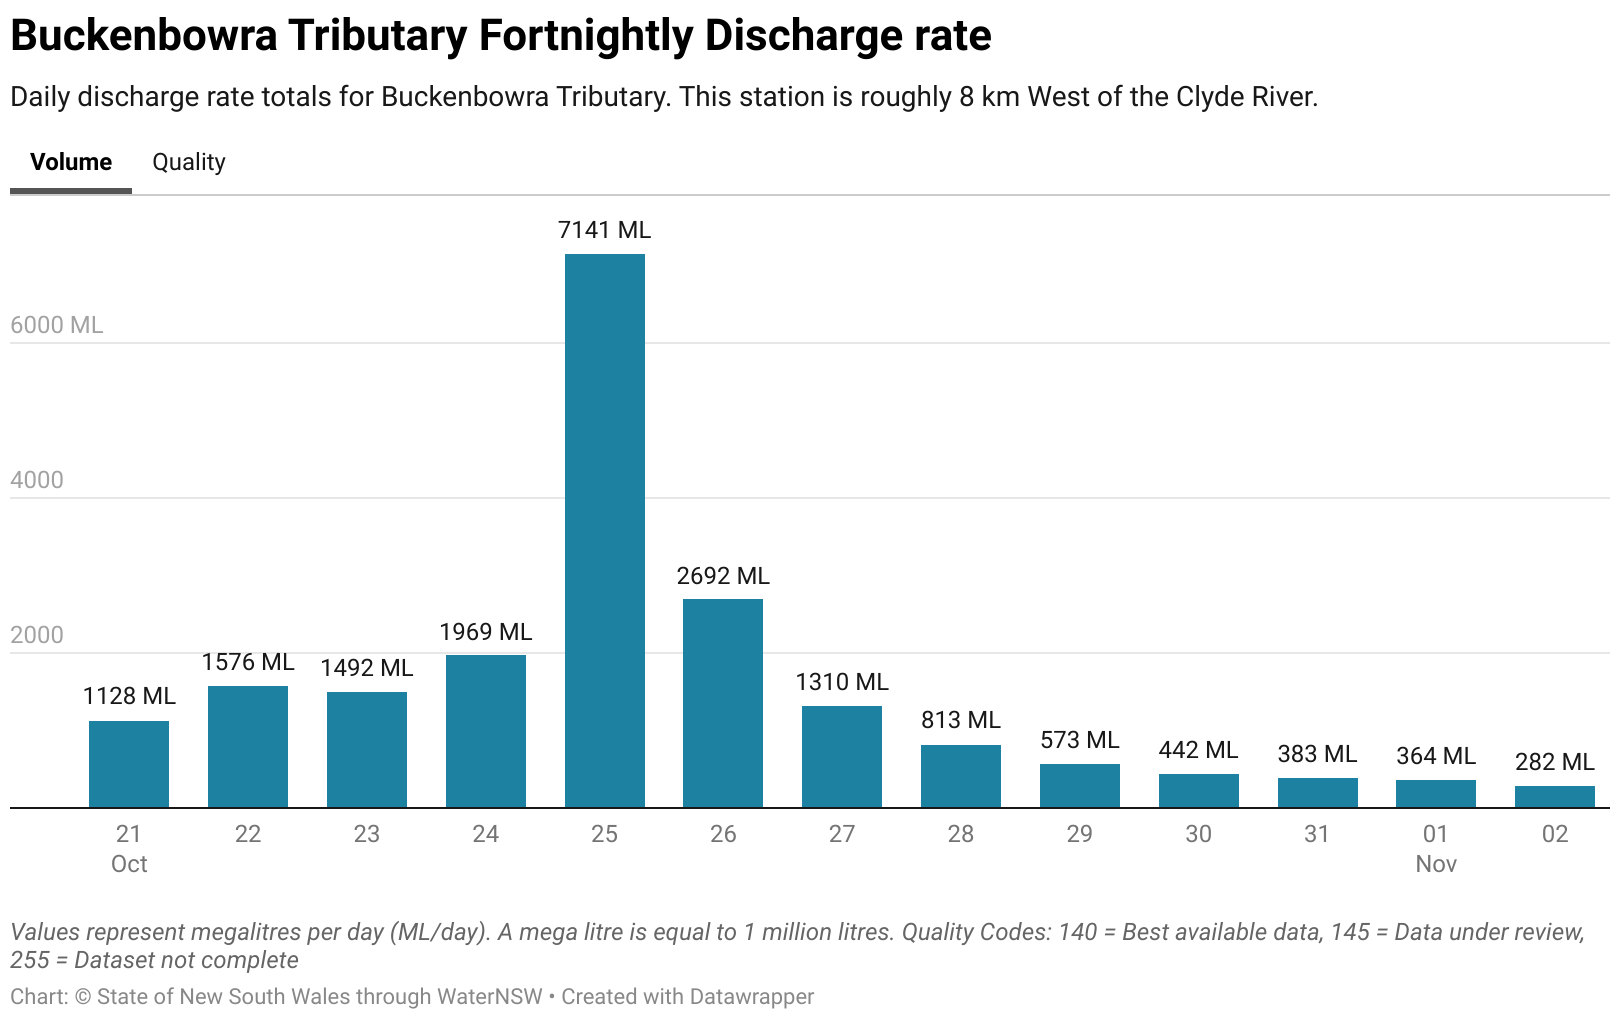 Buckenbowra Tributary Fortnightly Discharge rate
Daily discharge rate totals for Buckenbowra Tributary. This station is roughly 8 km West of the Clyde River.
Volume Quality
7141 ML
6000 ML
4000
2692 ML
2000
1969 ML
1576 ML
1492 ML
1128 ML
1310 ML
813 ML
573 ML
442 ML
383 ML
364 ML
282 ML
21 22 23 24 25 26 27 28 29 30 31 01 02
Oct Nov
Values represent megalitres per day (ML/day). A mega litre is equal to 1 million litres. Quality Codes: 140 = Best available data, 145 = Data under review,
255 = Dataset not complete
Chart: © State of New South Wales through WaterNSW • Created with Datawrapper